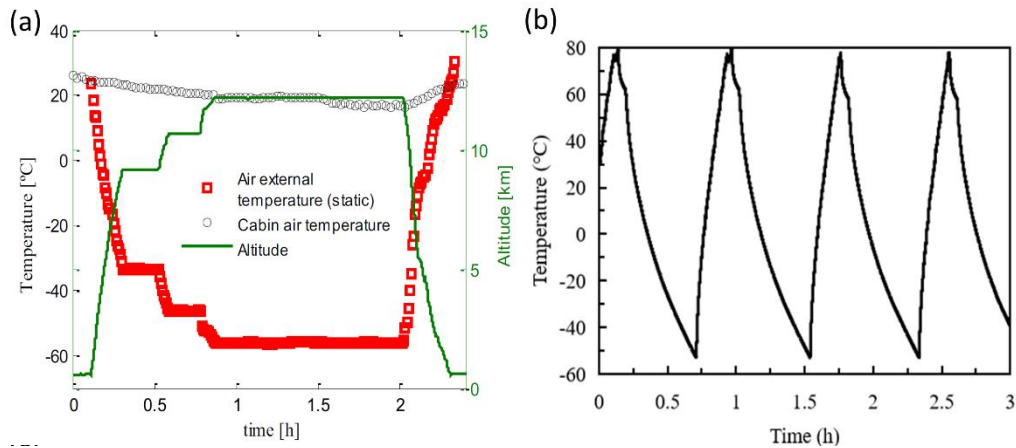 (a)
40
20
0
-20
-40
-60
Temperature [ºC]
15
10
5
0
Altitude [km]
Air external
temperature (static)
Cabin air temperature
Altitude
0
0.5
1
1.5
2
time [h]
(b)
80
60
40
20
0
-20
-40
-60
Temperature (°C)
0
0.5
1
1.5
2
2.5
3
Time (h)